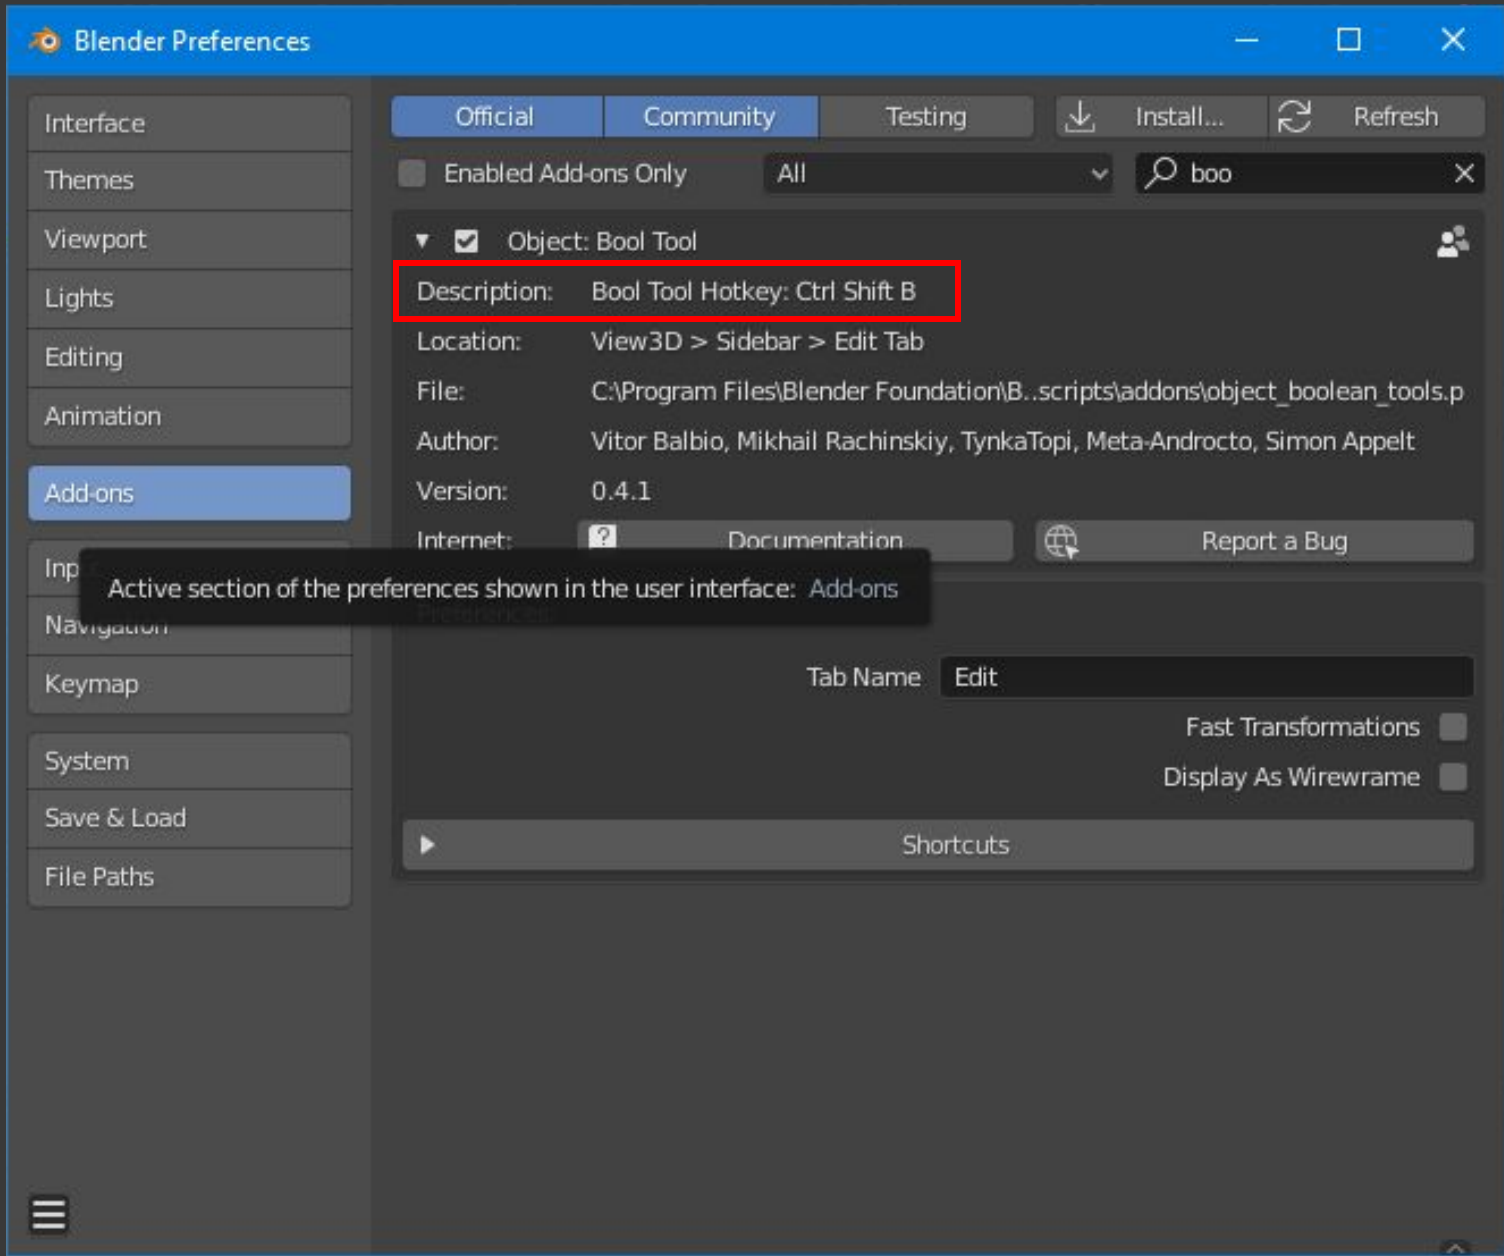 Blender Preferences
Interface
Themes
Viewport
Lights
Editing
Animation
Add-ons
Inp
Navigation
Keymap
System
Save & Load
File Paths
Official Community Testing Install... Refresh
Enabled Add-ons Only All boo
Object: Bool Tool
Description: Bool Tool Hotkey: Ctrl Shift B
Location: View3D > Sidebar > Edit Tab
File: C:\Program Files\Blender Foundation\B..scripts\addons\object_boolean_tools.p
Author: Vitor Balbio, Mikhail Rachinskiy, TynkaTopi, Meta-Androcto, Simon Appelt
Version: 0.4.1
Internet: Documentation Report a Bug
Active section of the preferences shown in the user interface: Add-ons
Preferences:
Tab Name Edit
Fast Transformations
Display As Wirewrame
Shortcuts